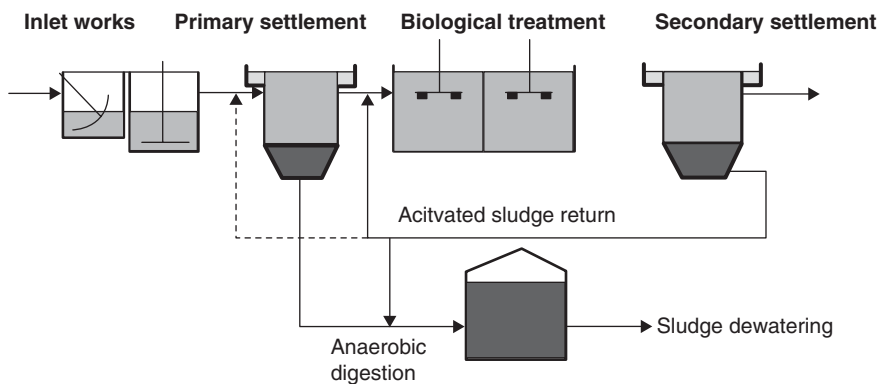 Inlet works
Primary settlement
Biological treatment
Secondary settlement
Acitvated sludge return
Anaerobic
digestion
Sludge dewatering